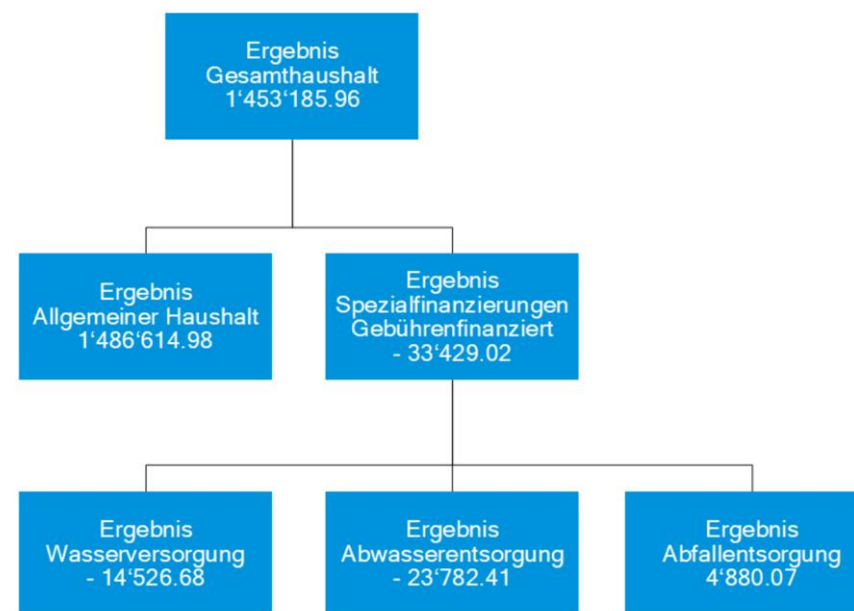 Ergebnis
Gesamthaushalt
1‘453‘185.96
Ergebnis
Allgemeiner Haushalt
1‘486‘614.98
Ergebnis
Spezialfinanzierungen
Gebührenfinanziert
- 33‘429.02
Ergebnis
Wasserversorgung
- 14‘526.68
Ergebnis
Abwasserentsorgung
- 23‘782.41
Ergebnis
Abfallentsorgung
4‘880.07